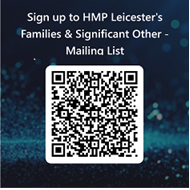 Sign up to HMP Leicester's
Families & Significant Other -
Mailing List